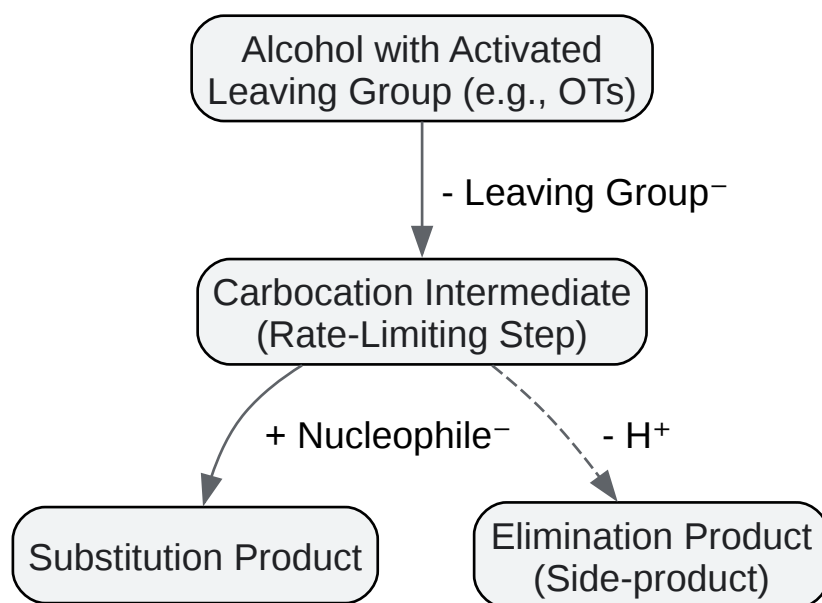 Alcohol with Activated
Leaving Group (e.g., OTs)
- Leaving Group⁻
Carbocation Intermediate
(Rate-Limiting Step)
+ Nucleophile⁻
- H⁺
Substitution Product
Elimination Product
(Side-product)